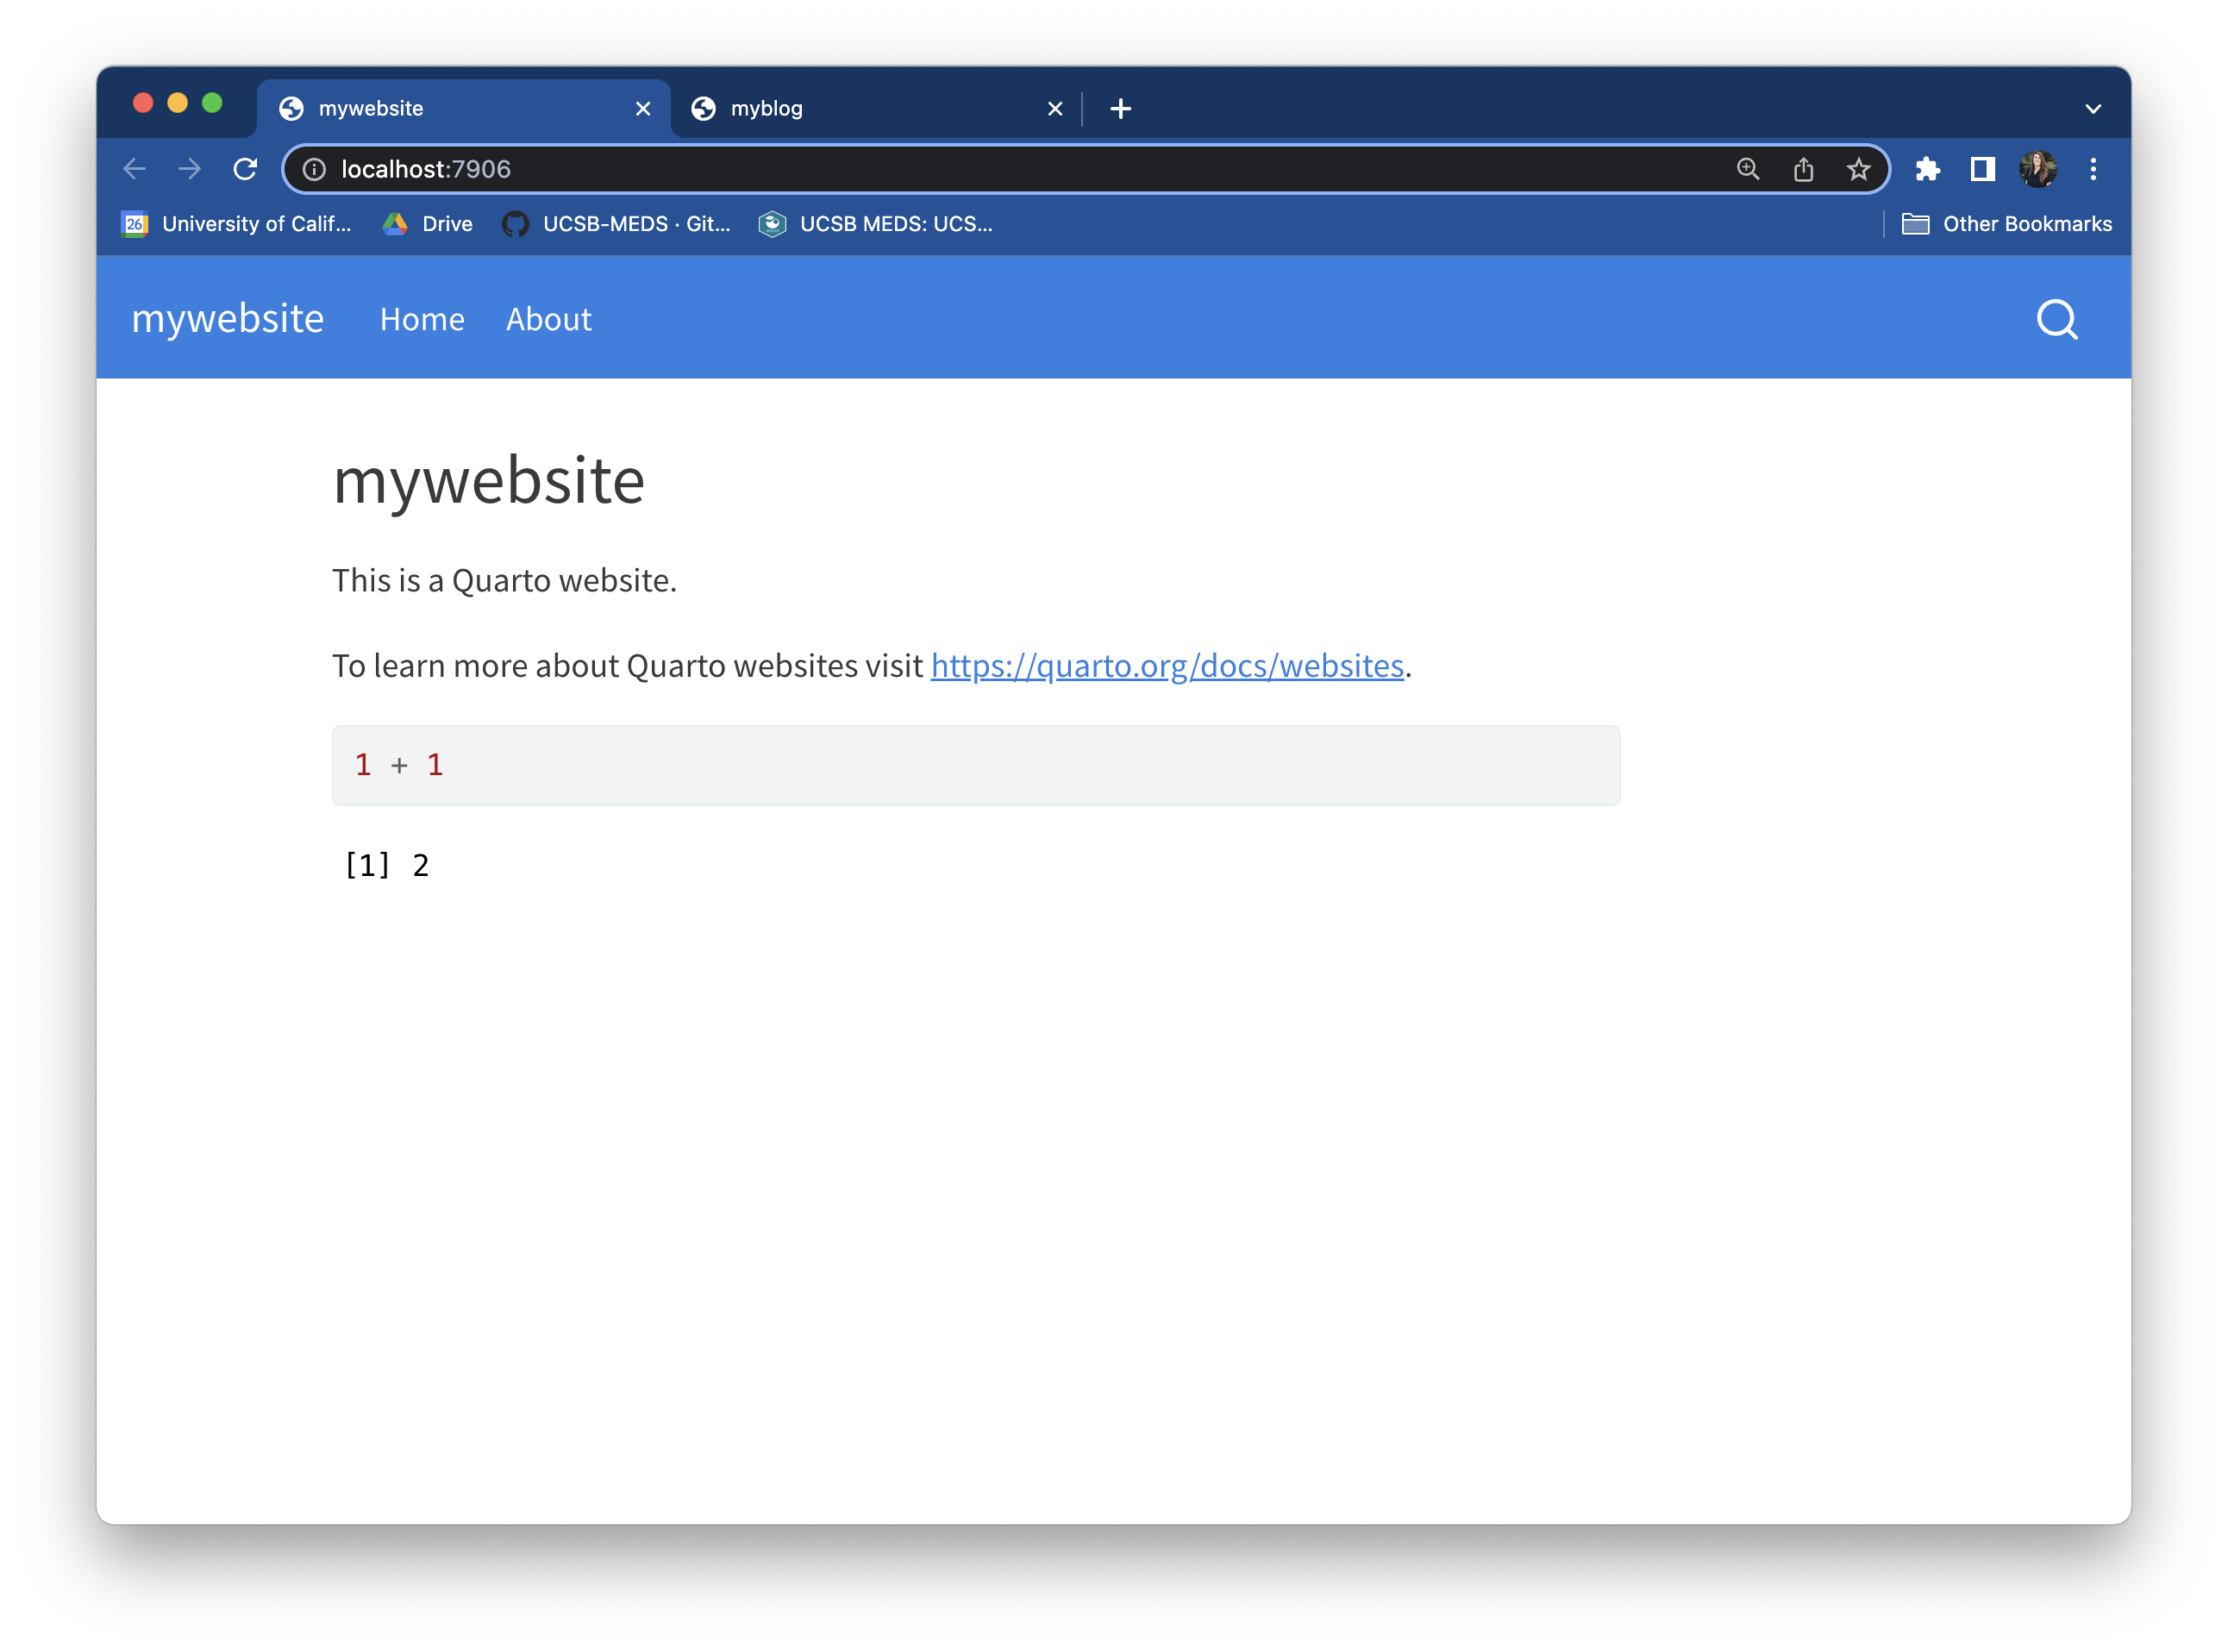 mywebsite
myblog
localhost:7906
26 University of Calif... Drive UCSB-MEDS · Git... UCSB MEDS: UCS... Other Bookmarks
mywebsite Home About
mywebsite
This is a Quarto website.
To learn more about Quarto websites visit https://quarto.org/docs/websites.
1 + 1
[1] 2